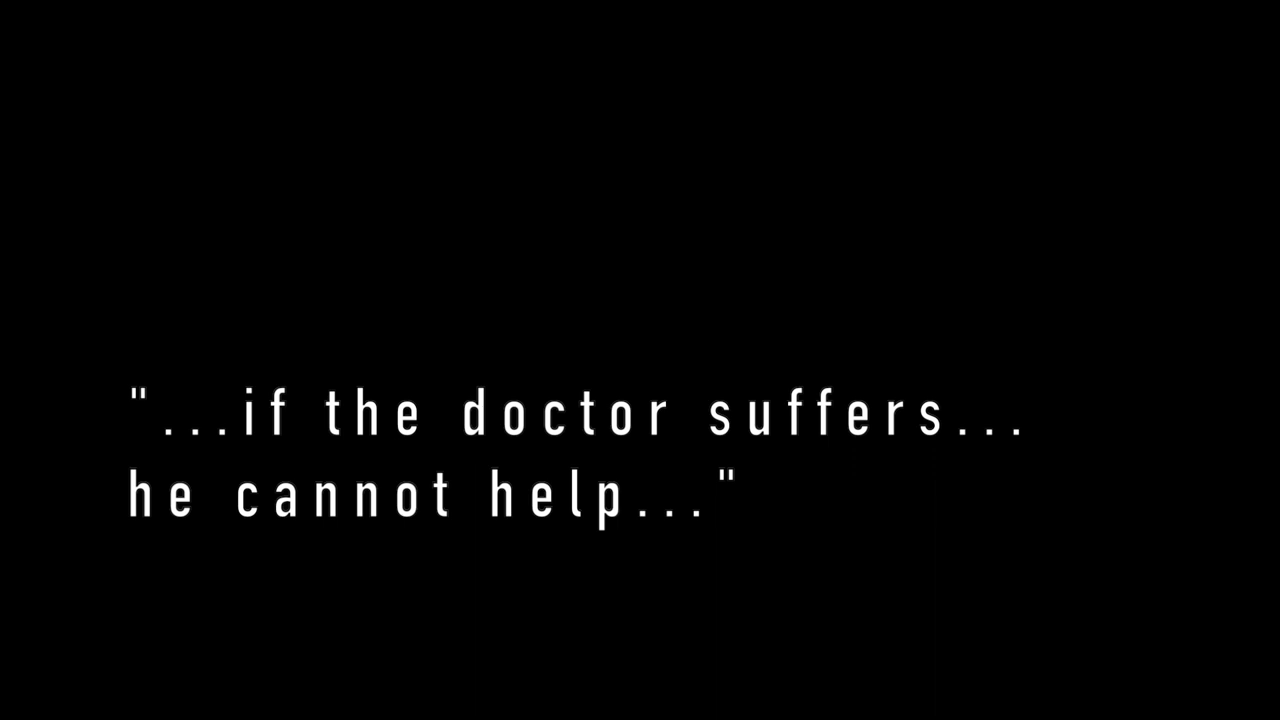 "...if the doctor suffers...
he cannot help..."